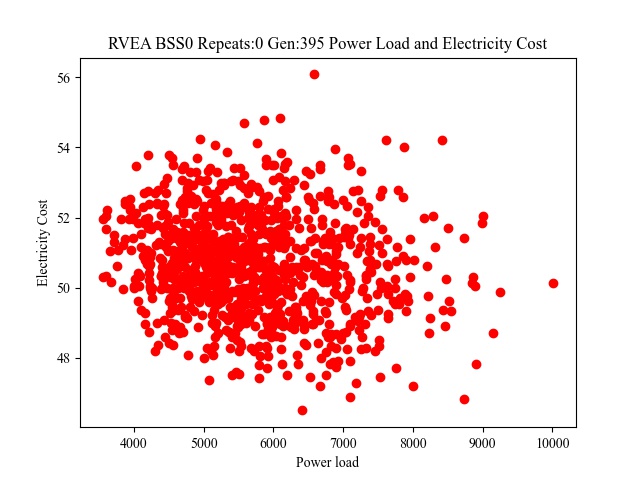 RVEA BSS0 Repeats:0 Gen:395 Power Load and Electricity Cost
56
54
52
50
48
Electricity Cost
4000 5000 6000 7000 8000 9000 10000
Power load